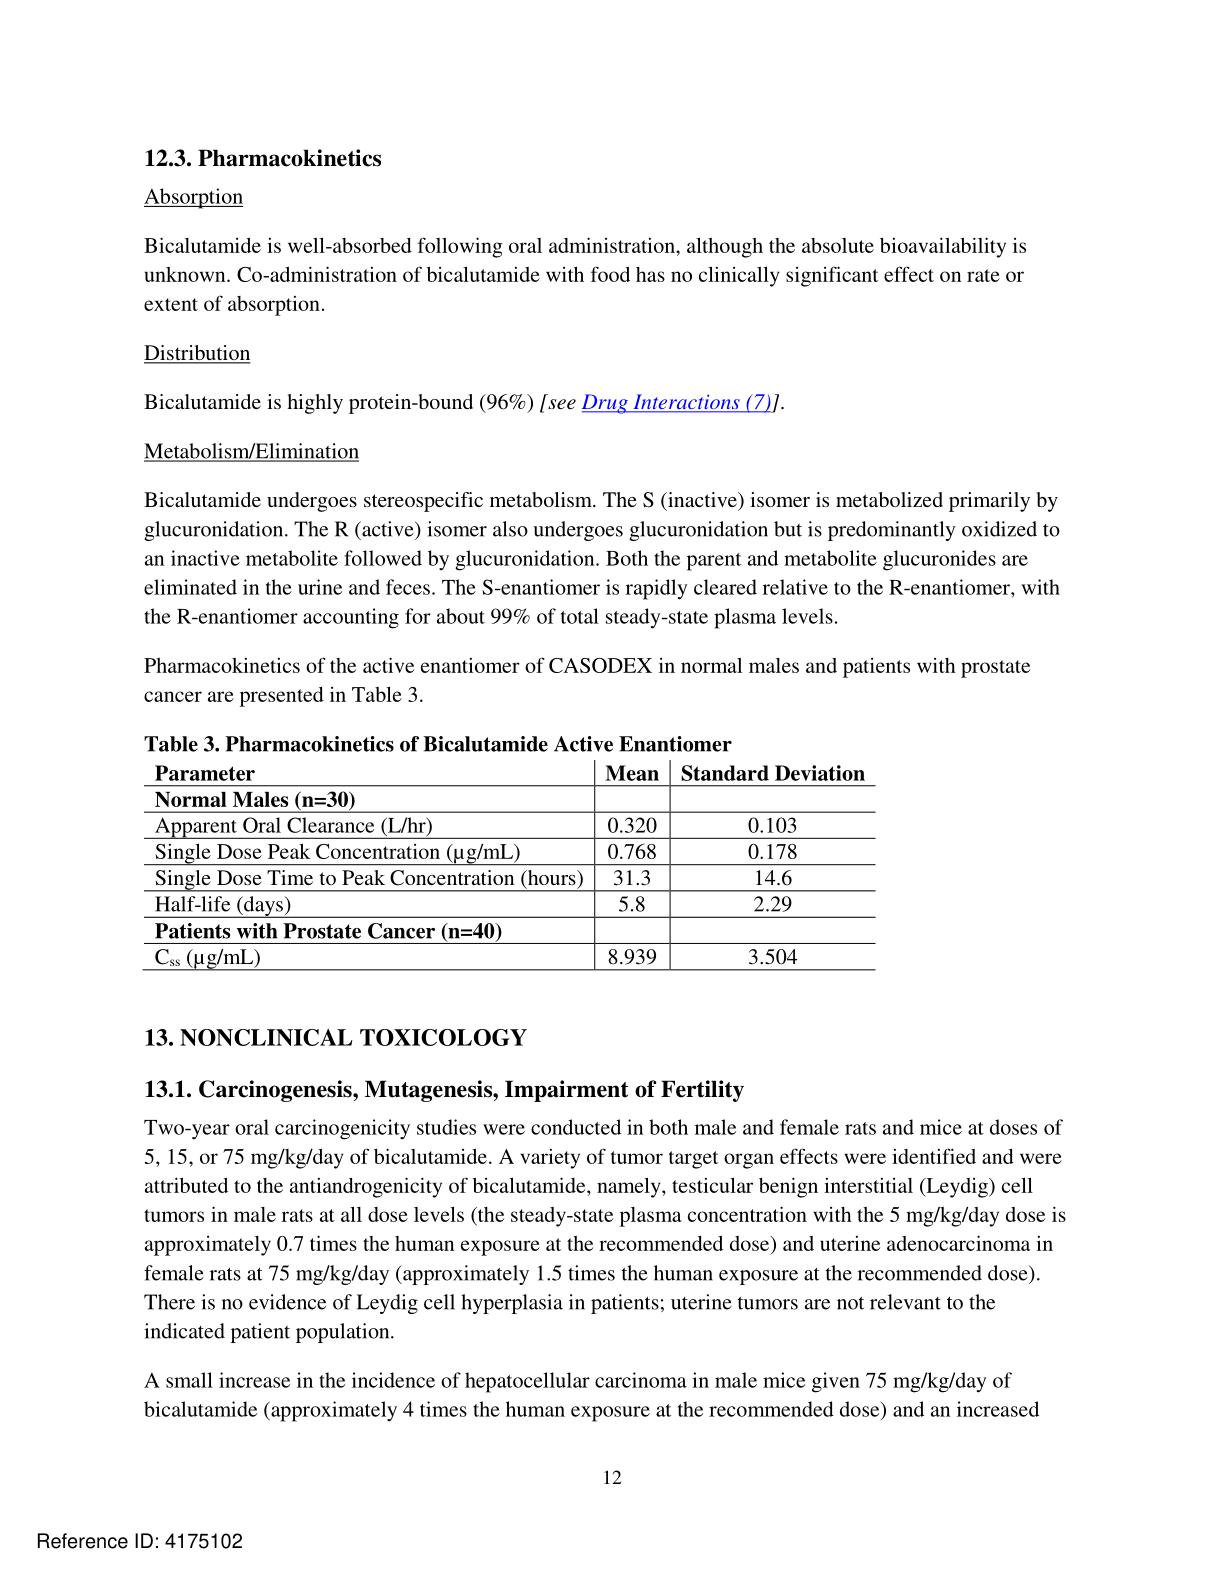 12.3. Pharmacokinetics
Absorption
Bicalutamide is well-absorbed following oral administration, although the absolute bioavailability is
unknown. Co-administration of bicalutamide with food has no clinically significant effect on rate or
extent of absorption.
Distribution
Bicalutamide is highly protein-bound (96%) [see Drug Interactions (7)].
Metabolism/Elimination
Bicalutamide undergoes stereospecific metabolism. The S (inactive) isomer is metabolized primarily by
glucuronidation. The R (active) isomer also undergoes glucuronidation but is predominantly oxidized to
an inactive metabolite followed by glucuronidation. Both the parent and metabolite glucuronides are
eliminated in the urine and feces. The S-enantiomer is rapidly cleared relative to the R-enantiomer, with
the R-enantiomer accounting for about 99% of total steady-state plasma levels.
Pharmacokinetics of the active enantiomer of CASODEX in normal males and patients with prostate
cancer are presented in Table 3.
Table 3. Pharmacokinetics of Bicalutamide Active Enantiomer
Parameter Mean Standard Deviation
Normal Males (n=30)
Apparent Oral Clearance (L/hr) 0.320 0.103
Single Dose Peak Concentration (µg/mL) 0.768 0.178
Single Dose Time to Peak Concentration (hours) 31.3 14.6
Half-life (days) 5.8 2.29
Patients with Prostate Cancer (n=40)
Css (µg/mL) 8.939 3.504
13. NONCLINICAL TOXICOLOGY
13.1. Carcinogenesis, Mutagenesis, Impairment of Fertility
Two-year oral carcinogenicity studies were conducted in both male and female rats and mice at doses of
5, 15, or 75 mg/kg/day of bicalutamide. A variety of tumor target organ effects were identified and were
attributed to the antiandrogenicity of bicalutamide, namely, testicular benign interstitial (Leydig) cell
tumors in male rats at all dose levels (the steady-state plasma concentration with the 5 mg/kg/day dose is
approximately 0.7 times the human exposure at the recommended dose) and uterine adenocarcinoma in
female rats at 75 mg/kg/day (approximately 1.5 times the human exposure at the recommended dose).
There is no evidence of Leydig cell hyperplasia in patients; uterine tumors are not relevant to the
indicated patient population.
A small increase in the incidence of hepatocellular carcinoma in male mice given 75 mg/kg/day of
bicalutamide (approximately 4 times the human exposure at the recommended dose) and an increased
12
Reference ID: 4175102